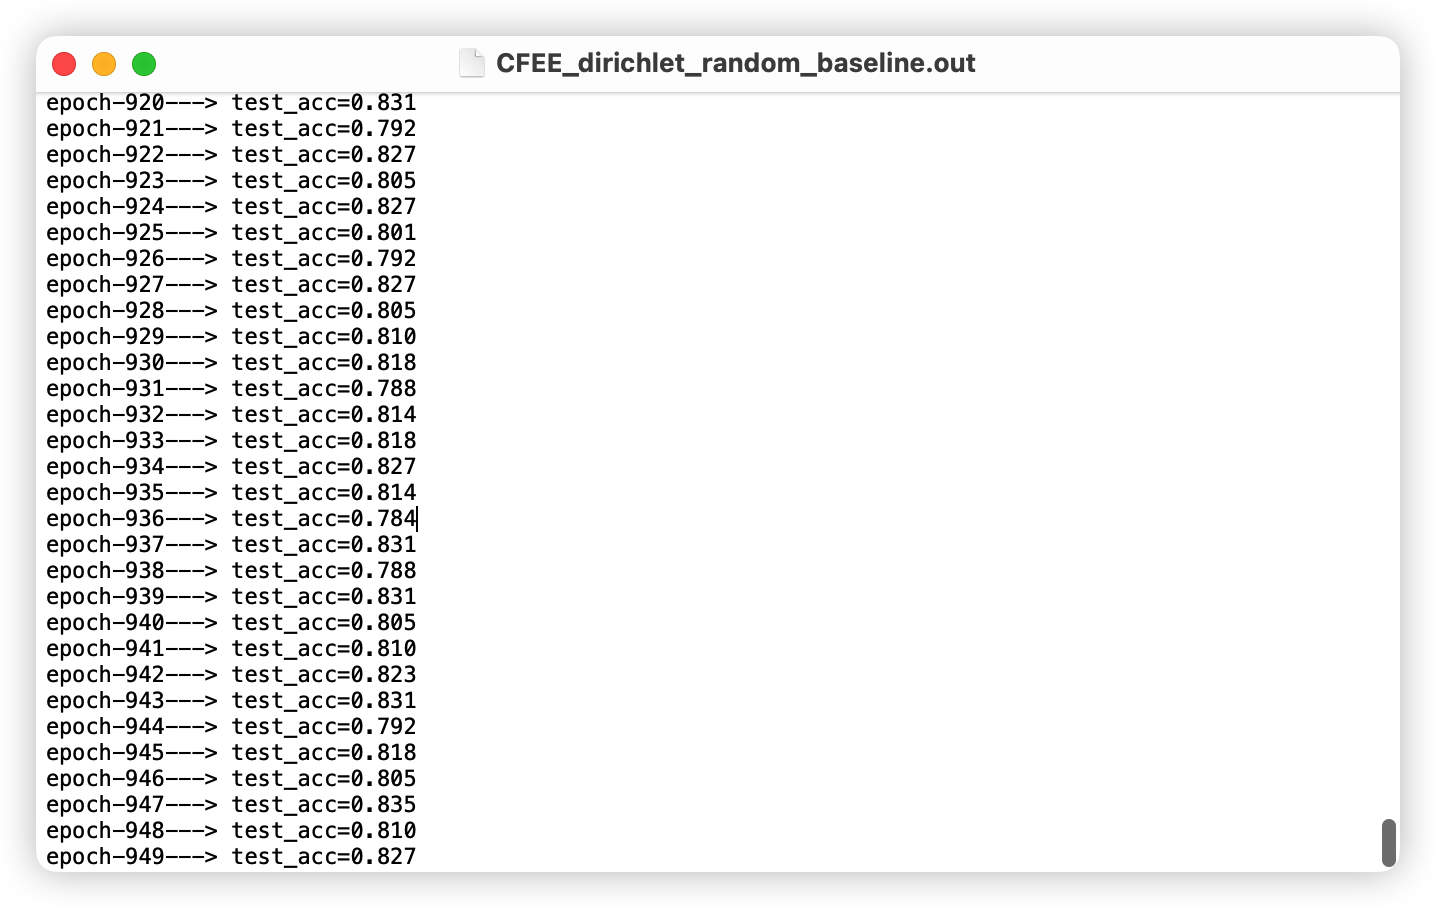 CFEE_dirichlet_random_baseline.out
epoch-920---> test_acc=0.831
epoch-921---> test_acc=0.792
epoch-922---> test_acc=0.827
epoch-923---> test_acc=0.805
epoch-924---> test_acc=0.827
epoch-925---> test_acc=0.801
epoch-926---> test_acc=0.792
epoch-927---> test_acc=0.827
epoch-928---> test_acc=0.805
epoch-929---> test_acc=0.810
epoch-930---> test_acc=0.818
epoch-931---> test_acc=0.788
epoch-932---> test_acc=0.814
epoch-933---> test_acc=0.818
epoch-934---> test_acc=0.827
epoch-935---> test_acc=0.814
epoch-936---> test_acc=0.784
epoch-937---> test_acc=0.831
epoch-938---> test_acc=0.788
epoch-939---> test_acc=0.831
epoch-940---> test_acc=0.805
epoch-941---> test_acc=0.810
epoch-942---> test_acc=0.823
epoch-943---> test_acc=0.831
epoch-944---> test_acc=0.792
epoch-945---> test_acc=0.818
epoch-946---> test_acc=0.805
epoch-947---> test_acc=0.835
epoch-948---> test_acc=0.810
epoch-949---> test_acc=0.827